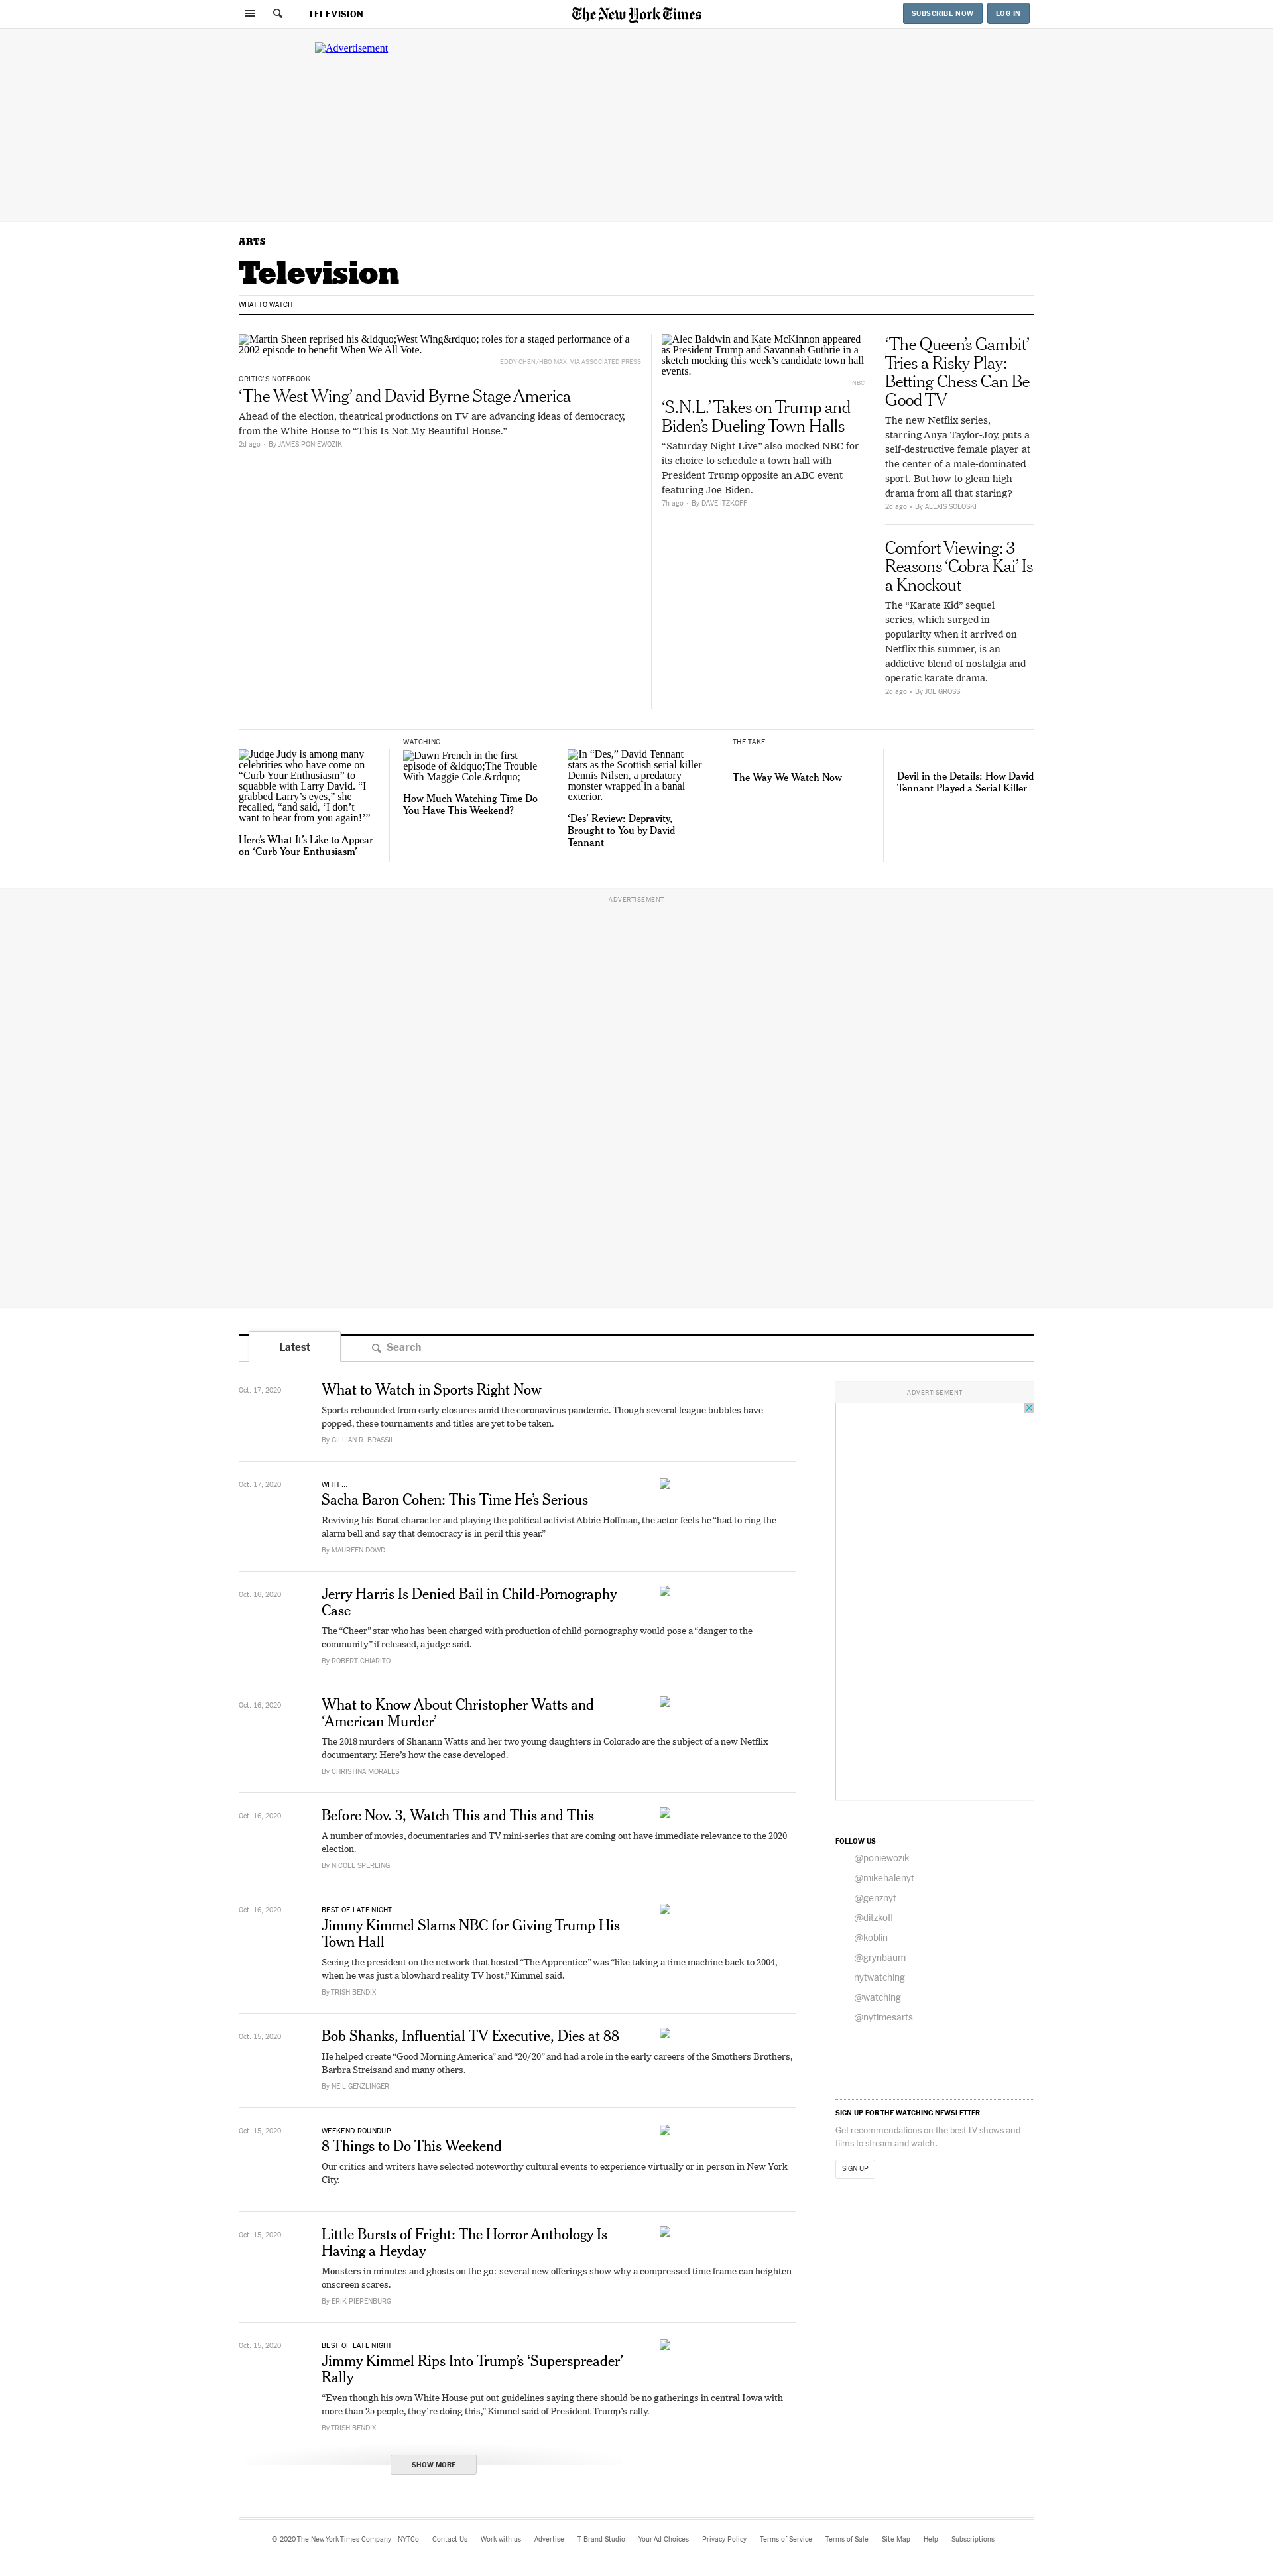 TELEVISION
The New York Times
SUBSCRIBE NOW
LOG IN
Advertisement
ARTS
Television
WHAT TO WATCH
Martin Sheen reprised his &ldquo;West Wing&rdquo; roles for a staged performance of a
2002 episode to benefit When We All Vote.
EDDY CHEN/HBO MAX, VIA ASSOCIATED PRESS
CRITIC'S NOTEBOOK
‘The West Wing’ and David Byrne Stage America
Ahead of the election, theatrical productions on TV are advancing ideas of democracy,
from the White House to “This Is Not My Beautiful House.”
2d ago • By JAMES PONIEWOZIK
Alec Baldwin and Kate McKinnon appeared
as President Trump and Savannah Guthrie in a
sketch mocking this week’s candidate town hall
events.
NBC
‘S.N.L.’ Takes on Trump and
Biden’s Dueling Town Halls
“Saturday Night Live” also mocked NBC for
its choice to schedule a town hall with
President Trump opposite an ABC event
featuring Joe Biden.
7h ago • By DAVE ITZKOFF
‘The Queen’s Gambit’
Tries a Risky Play:
Betting Chess Can Be
Good TV
The new Netflix series,
starring Anya Taylor-Joy, puts a
self-destructive female player at
the center of a male-dominated
sport. But how to glean high
drama from all that staring?
2d ago • By ALEXIS SOLOSKI
Comfort Viewing: 3
Reasons ‘Cobra Kai’ Is
a Knockout
The “Karate Kid” sequel
series, which surged in
popularity when it arrived on
Netflix this summer, is an
addictive blend of nostalgia and
operatic karate drama.
2d ago • By JOE GROSS
Judge Judy is among many
celebrities who have come on
“Curb Your Enthusiasm” to
squabble with Larry David. “I
grabbed Larry’s eyes,” she
recalled, “and said, ‘I don’t
want to hear from you again!’”
Here’s What It’s Like to Appear
on ‘Curb Your Enthusiasm’
WATCHING
Dawn French in the first
episode of &ldquo;The Trouble
With Maggie Cole.&rdquo;
How Much Watching Time Do
You Have This Weekend?
In “Des,” David Tennant
stars as the Scottish serial killer
Dennis Nilsen, a predatory
monster wrapped in a banal
exterior.
‘Des’ Review: Depravity,
Brought to You by David
Tennant
THE TAKE
The Way We Watch Now
Devil in the Details: How David
Tennant Played a Serial Killer
ADVERTISEMENT
Latest
Search
Oct. 17, 2020
What to Watch in Sports Right Now
Sports rebounded from early closures amid the coronavirus pandemic. Though several league bubbles have
popped, these tournaments and titles are yet to be taken.
By GILLIAN R. BRASSIL
Oct. 17, 2020
WITH ...
Sacha Baron Cohen: This Time He’s Serious
Reviving his Borat character and playing the political activist Abbie Hoffman, the actor feels he “had to ring the
alarm bell and say that democracy is in peril this year.”
By MAUREEN DOWD
Oct. 16, 2020
Jerry Harris Is Denied Bail in Child-Pornography
Case
The “Cheer” star who has been charged with production of child pornography would pose a “danger to the
community” if released, a judge said.
By ROBERT CHIARITO
Oct. 16, 2020
What to Know About Christopher Watts and
‘American Murder’
The 2018 murders of Shanann Watts and her two young daughters in Colorado are the subject of a new Netflix
documentary. Here’s how the case developed.
By CHRISTINA MORALES
Oct. 16, 2020
Before Nov. 3, Watch This and This and This
A number of movies, documentaries and TV mini-series that are coming out have immediate relevance to the 2020
election.
By NICOLE SPERLING
Oct. 16, 2020
BEST OF LATE NIGHT
Jimmy Kimmel Slams NBC for Giving Trump His
Town Hall
Seeing the president on the network that hosted “The Apprentice” was “like taking a time machine back to 2004,
when he was just a blowhard reality TV host,” Kimmel said.
By TRISH BENDIX
Oct. 15, 2020
Bob Shanks, Influential TV Executive, Dies at 88
He helped create “Good Morning America” and “20/20” and had a role in the early careers of the Smothers Brothers,
Barbra Streisand and many others.
By NEIL GENZLINGER
Oct. 15, 2020
WEEKEND ROUNDUP
8 Things to Do This Weekend
Our critics and writers have selected noteworthy cultural events to experience virtually or in person in New York
City.
Oct. 15, 2020
Little Bursts of Fright: The Horror Anthology Is
Having a Heyday
Monsters in minutes and ghosts on the go: several new offerings show why a compressed time frame can heighten
onscreen scares.
By ERIK PIEPENBURG
Oct. 15, 2020
BEST OF LATE NIGHT
Jimmy Kimmel Rips Into Trump’s ‘Superspreader’
Rally
“Even though his own White House put out guidelines saying there should be no gatherings in central Iowa with
more than 25 people, they’re doing this,” Kimmel said of President Trump’s rally.
By TRISH BENDIX
SHOW MORE
ADVERTISEMENT
FOLLOW US
@poniewozik
@mikehalenyt
@genznyt
@ditzkoff
@koblin
@grynbaum
nytwatching
@watching
@nytimesarts
SIGN UP FOR THE WATCHING NEWSLETTER
Get recommendations on the best TV shows and
films to stream and watch.
SIGN UP
© 2020 The New York Times Company NYTCo Contact Us Work with us Advertise T Brand Studio Your Ad Choices Privacy Policy Terms of Service Terms of Sale Site Map Help Subscriptions